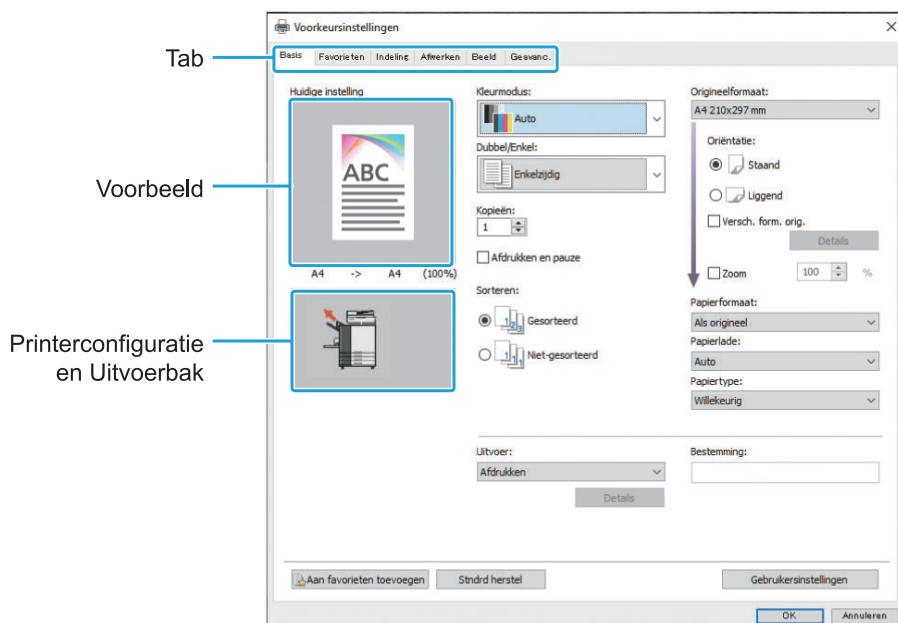 Voorkeursinstellingen
Tab
Basis Favorieten Indeling Afwerken Beeld Geavanc.
Huidige instelling
Voorbeeld
ABC
A4 -> A4 (100%)
Printerconfiguratie
en Uitvoerbak
Kleurmodus:
Auto
Dubbel/Enkel:
Enkelzijdig
Kopieën:
1
Afdrukken en pauze
Sorteren:
Gesorteerd
Niet-gesorteerd
Origineelformaat:
A4 210x297 mm
Oriëntatie:
Staand
Liggend
Versch. form. orig.
Details
Zoom 100 %
Papierformaat:
Als origineel
Papierlade:
Auto
Papiertype:
Willekeurig
Uitvoer:
Afdrukken
Details
Bestemming:
Aan favorieten toevoegen Stndrd herstel Gebruikersinstellingen
OK Annuleren